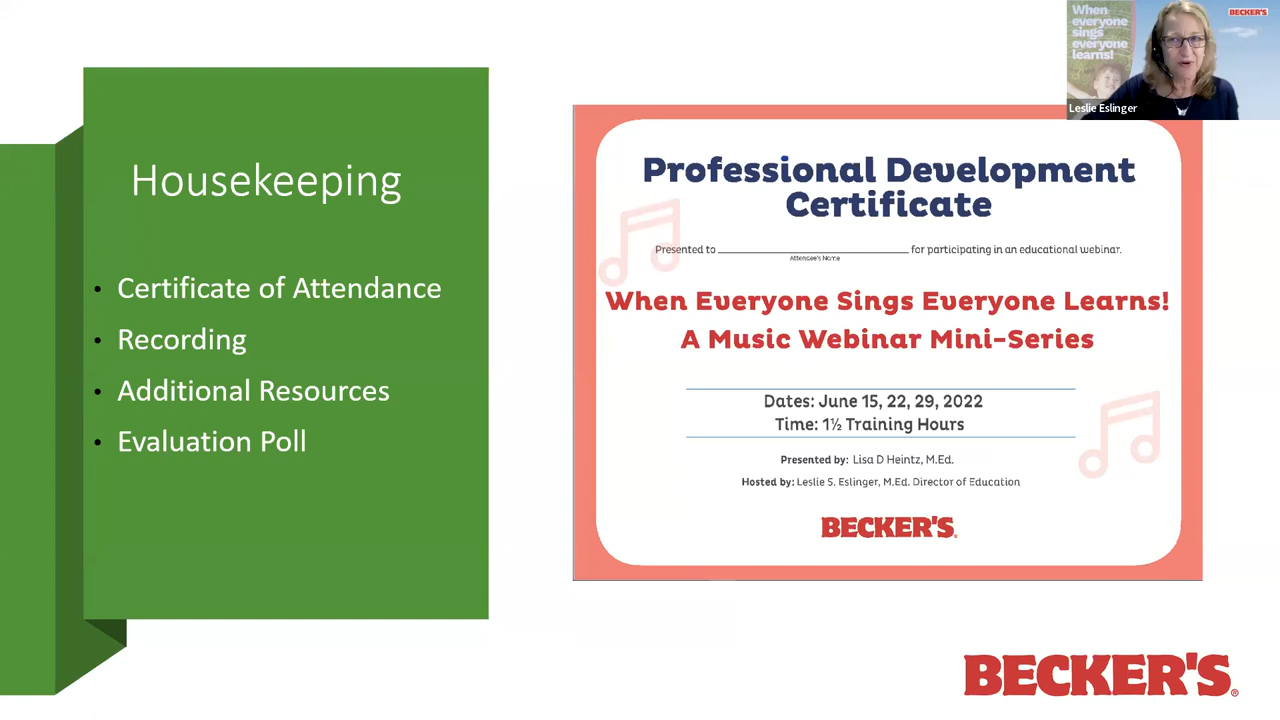 Housekeeping
• Certificate of Attendance
• Recording
• Additional Resources
• Evaluation Poll
Professional Development
Certificate
Presented to ____________ for participating in an educational webinar.
Attendee's Name
When Everyone Sings Everyone Learns!
A Music Webinar Mini-Series
Dates: June 15, 22, 29, 2022
Time: 1½ Training Hours
Presented by: Lisa D Heintz, M.Ed.
Hosted by: Leslie S. Eslinger, M.Ed. Director of Education
BECKER'S®
BECKER'S®
When
everyone
sings
everyone
learns!
BECKER'S
Leslie Eslinger